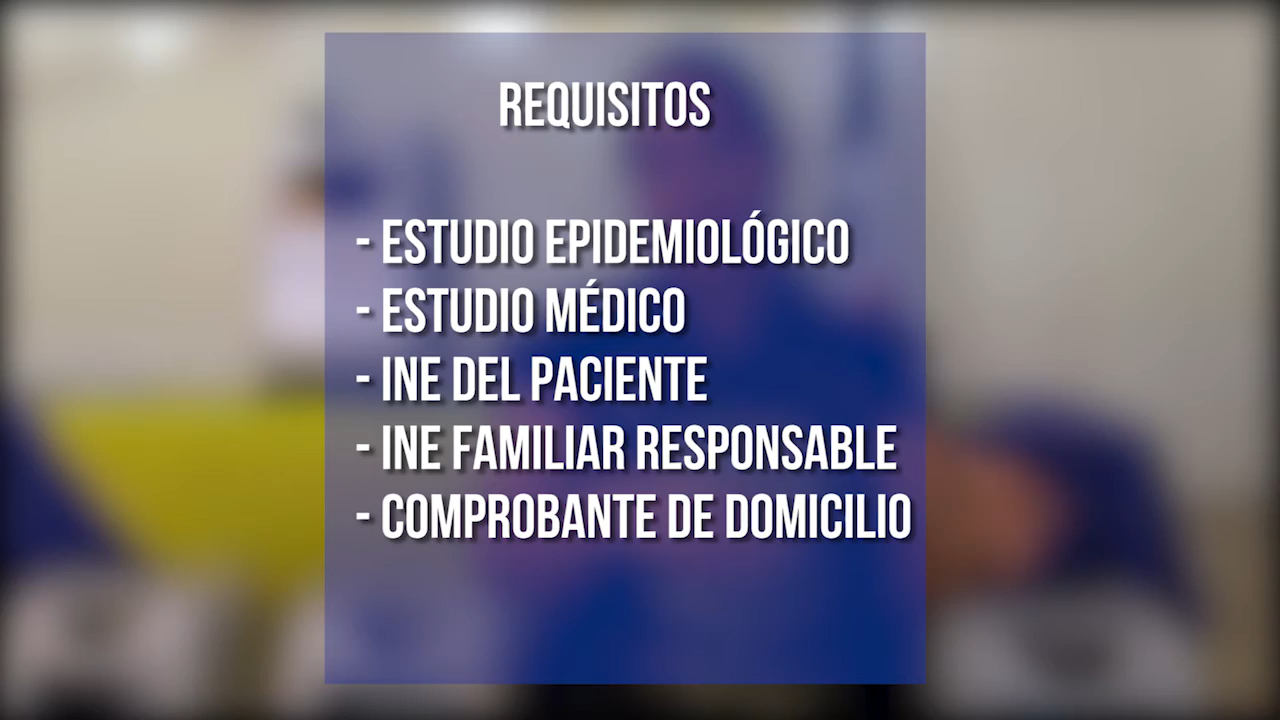 REQUISITOS
- ESTUDIO EPIDEMIOLÓGICO
- ESTUDIO MÉDICO
- INE DEL PACIENTE
- INE FAMILIAR RESPONSABLE
- COMPROBANTE DE DOMICILIO